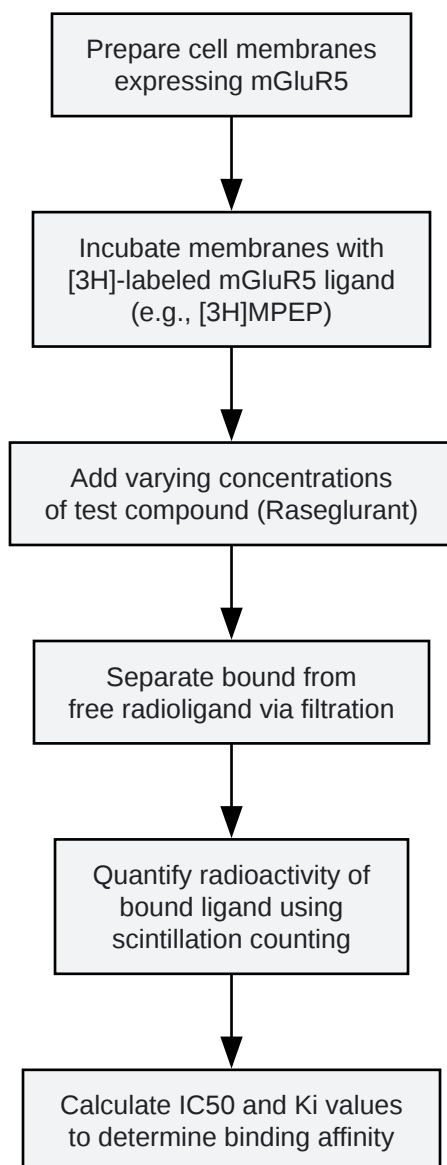 Prepare cell membranes
expressing mGluR5
Incubate membranes with
[3H]-labeled mGluR5 ligand
(e.g., [3H]MPEP)
Add varying concentrations
of test compound (Raseglurant)
Separate bound from
free radioligand via filtration
Quantify radioactivity of
bound ligand using
scintillation counting
Calculate IC50 and Ki values
to determine binding affinity